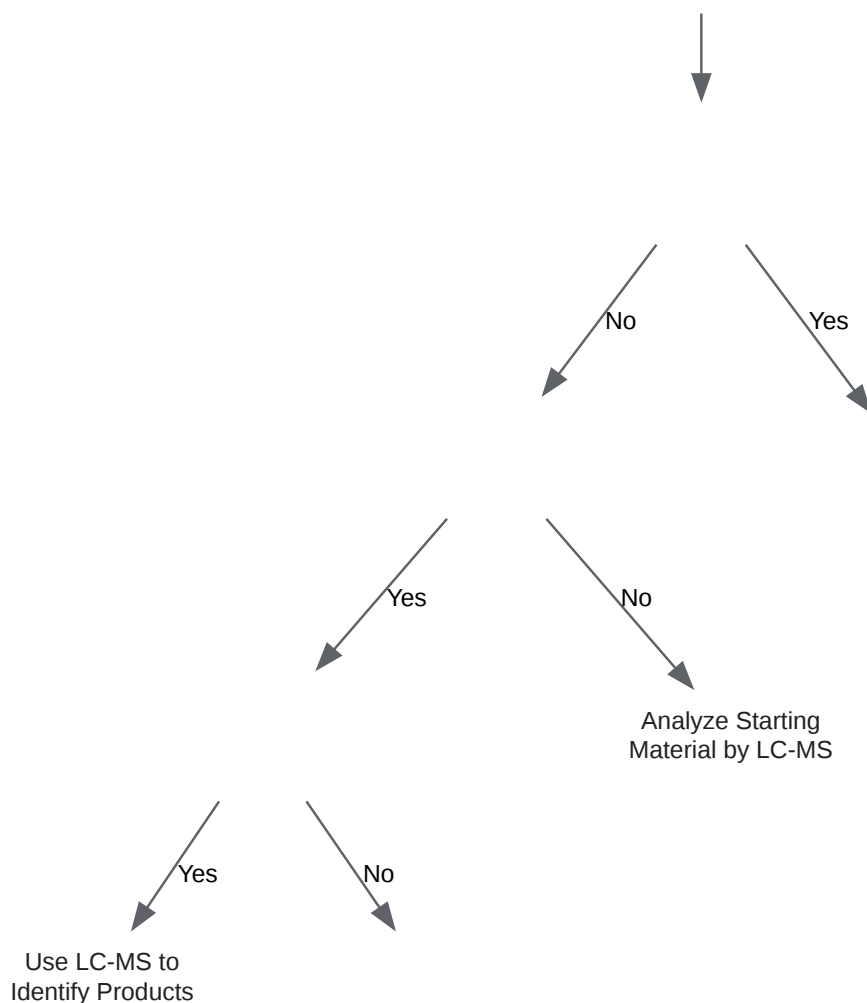 No
Yes
Yes
No
Analyze Starting
Material by LC-MS
Yes
No
Use LC-MS to
Identify Products